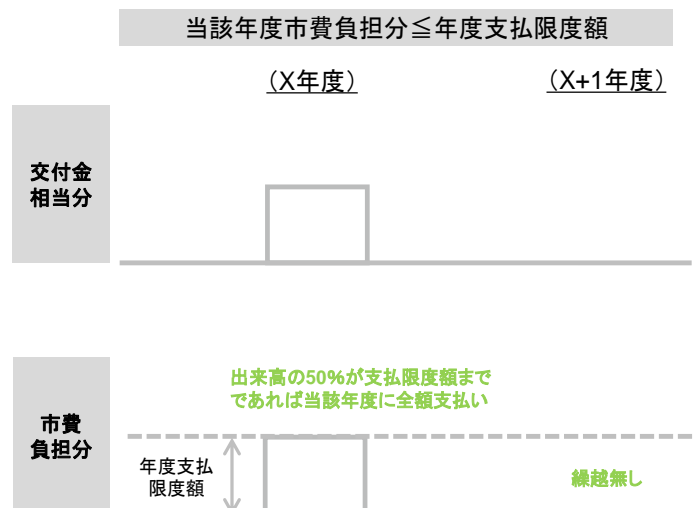 当該年度市費負担分≦年度支払限度額
（X年度）
（X+1年度）
交付金
相当分
出来高の50%が支払限度額まで
であれば当該年度に全額支払い
市費
負担分
年度支払
限度額
繰越無し